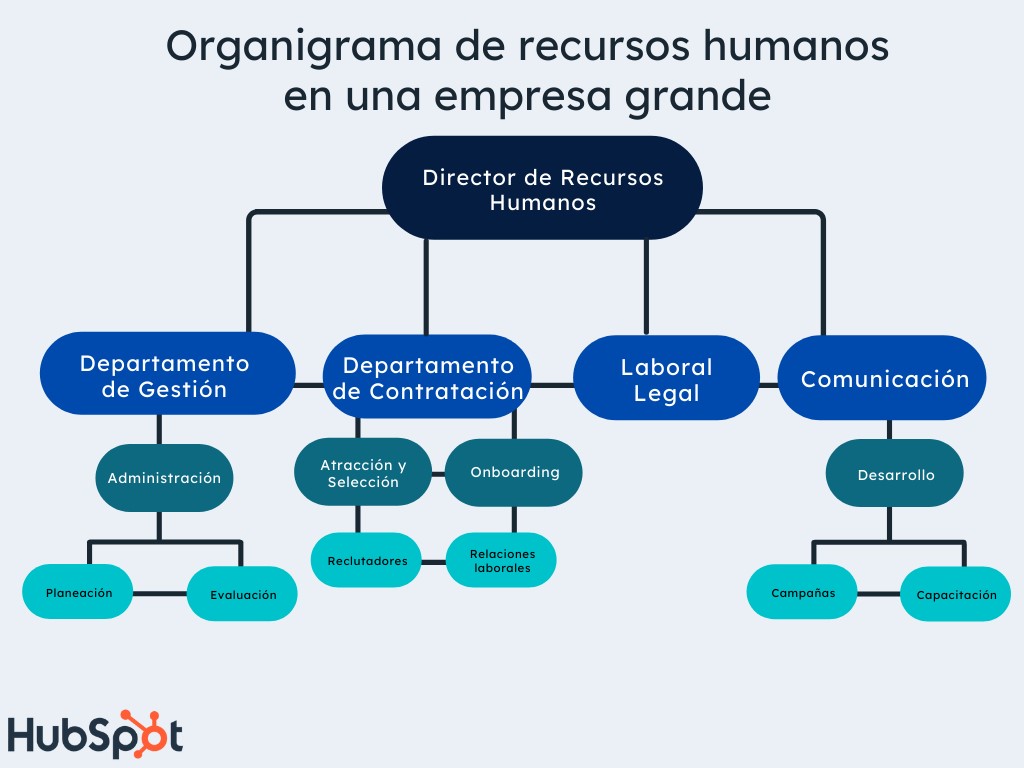 Organigrama de recursos humanos
en una empresa grande
Director de Recursos
Humanos
Departamento
de Gestión
Departamento
de Contratación
Laboral
Legal
Comunicación
Administración
Atracción y
Selección
Onboarding
Desarrollo
Planeación
Evaluación
Reclutadores
Relaciones
laborales
Campañas
Capacitación
HubSpot